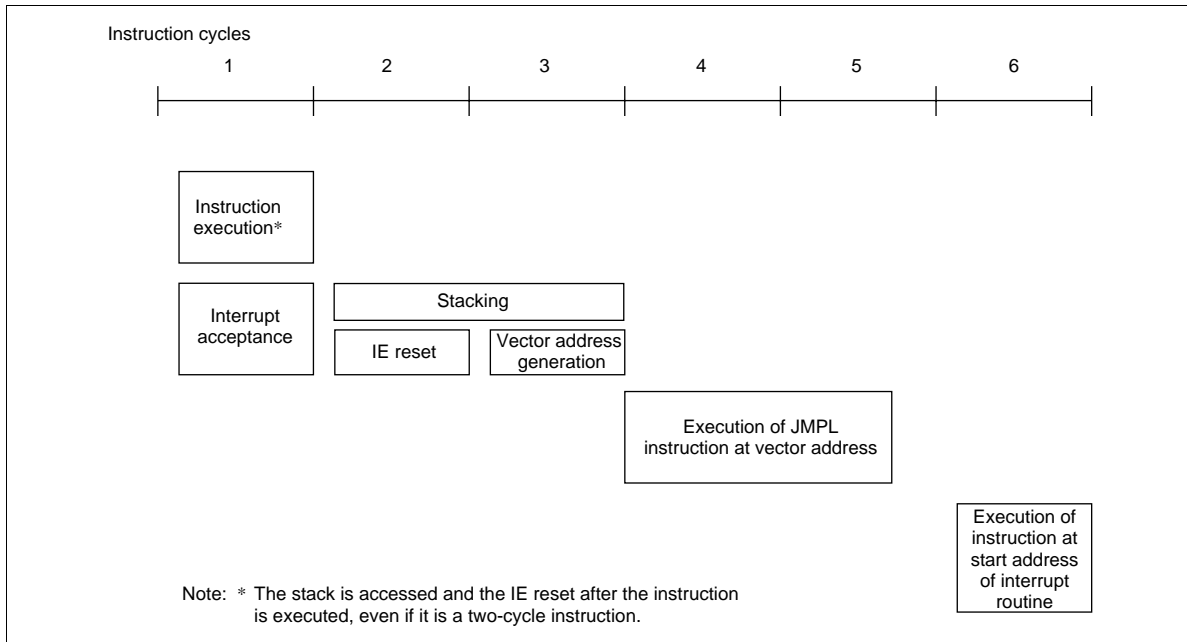 Instruction cycles
1 2 3 4 5 6
Instruction
execution*
Interrupt
acceptance
Stacking
IE reset
Vector address
generation
Execution of JMPL
instruction at vector address
Execution of
instruction at
start address
of interrupt
routine
Note: * The stack is accessed and the IE reset after the instruction
is executed, even if it is a two-cycle instruction.